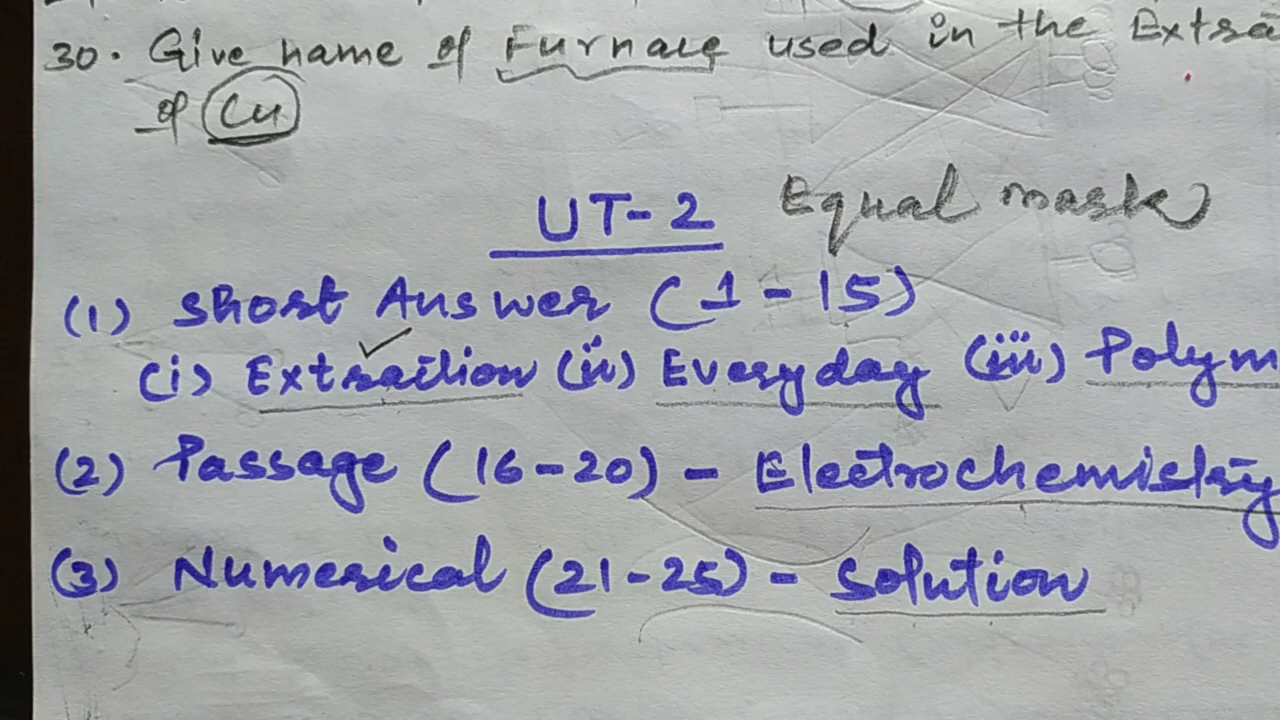 30. Give name of Furnace used in the Extra
of Cu
UT-2 Equal marks
(1) Short Answer (1-15)
(i) Extraction (ii) Everyday (iii) Polym
(2) Passage (16-20) - Electrochemistry
(3) Numerical (21-25) - Solution